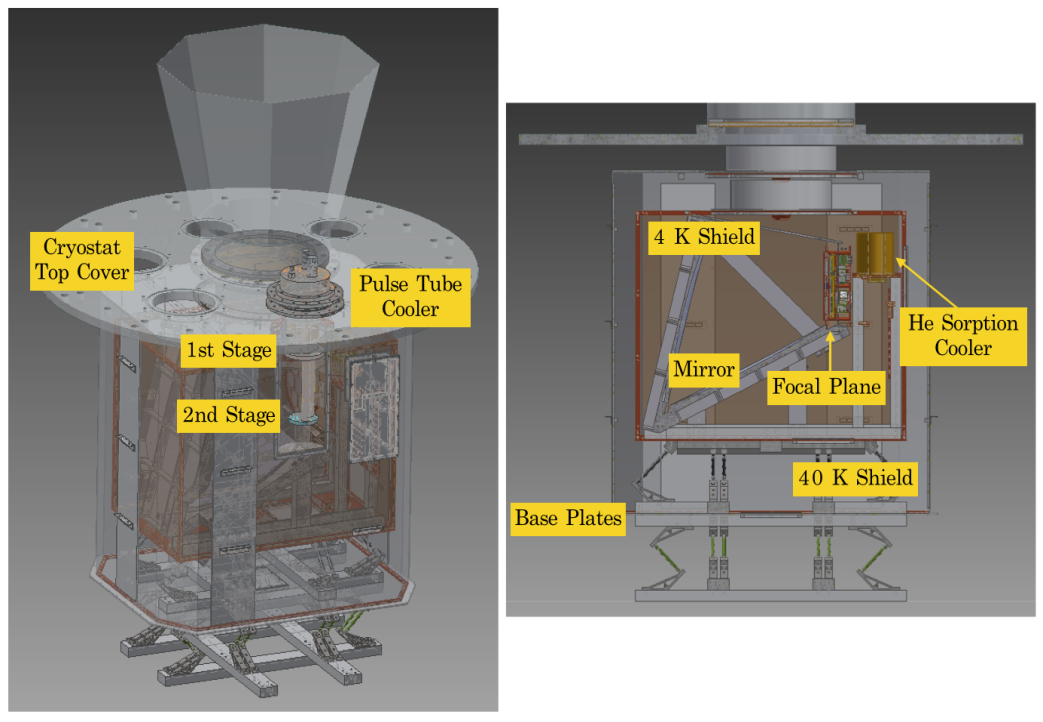 Cryostat
Top Cover
Pulse Tube
Cooler
1st Stage
2nd Stage
4 K Shield
He Sorption
Cooler
Mirror
Focal Plane
40 K Shield
Base Plates